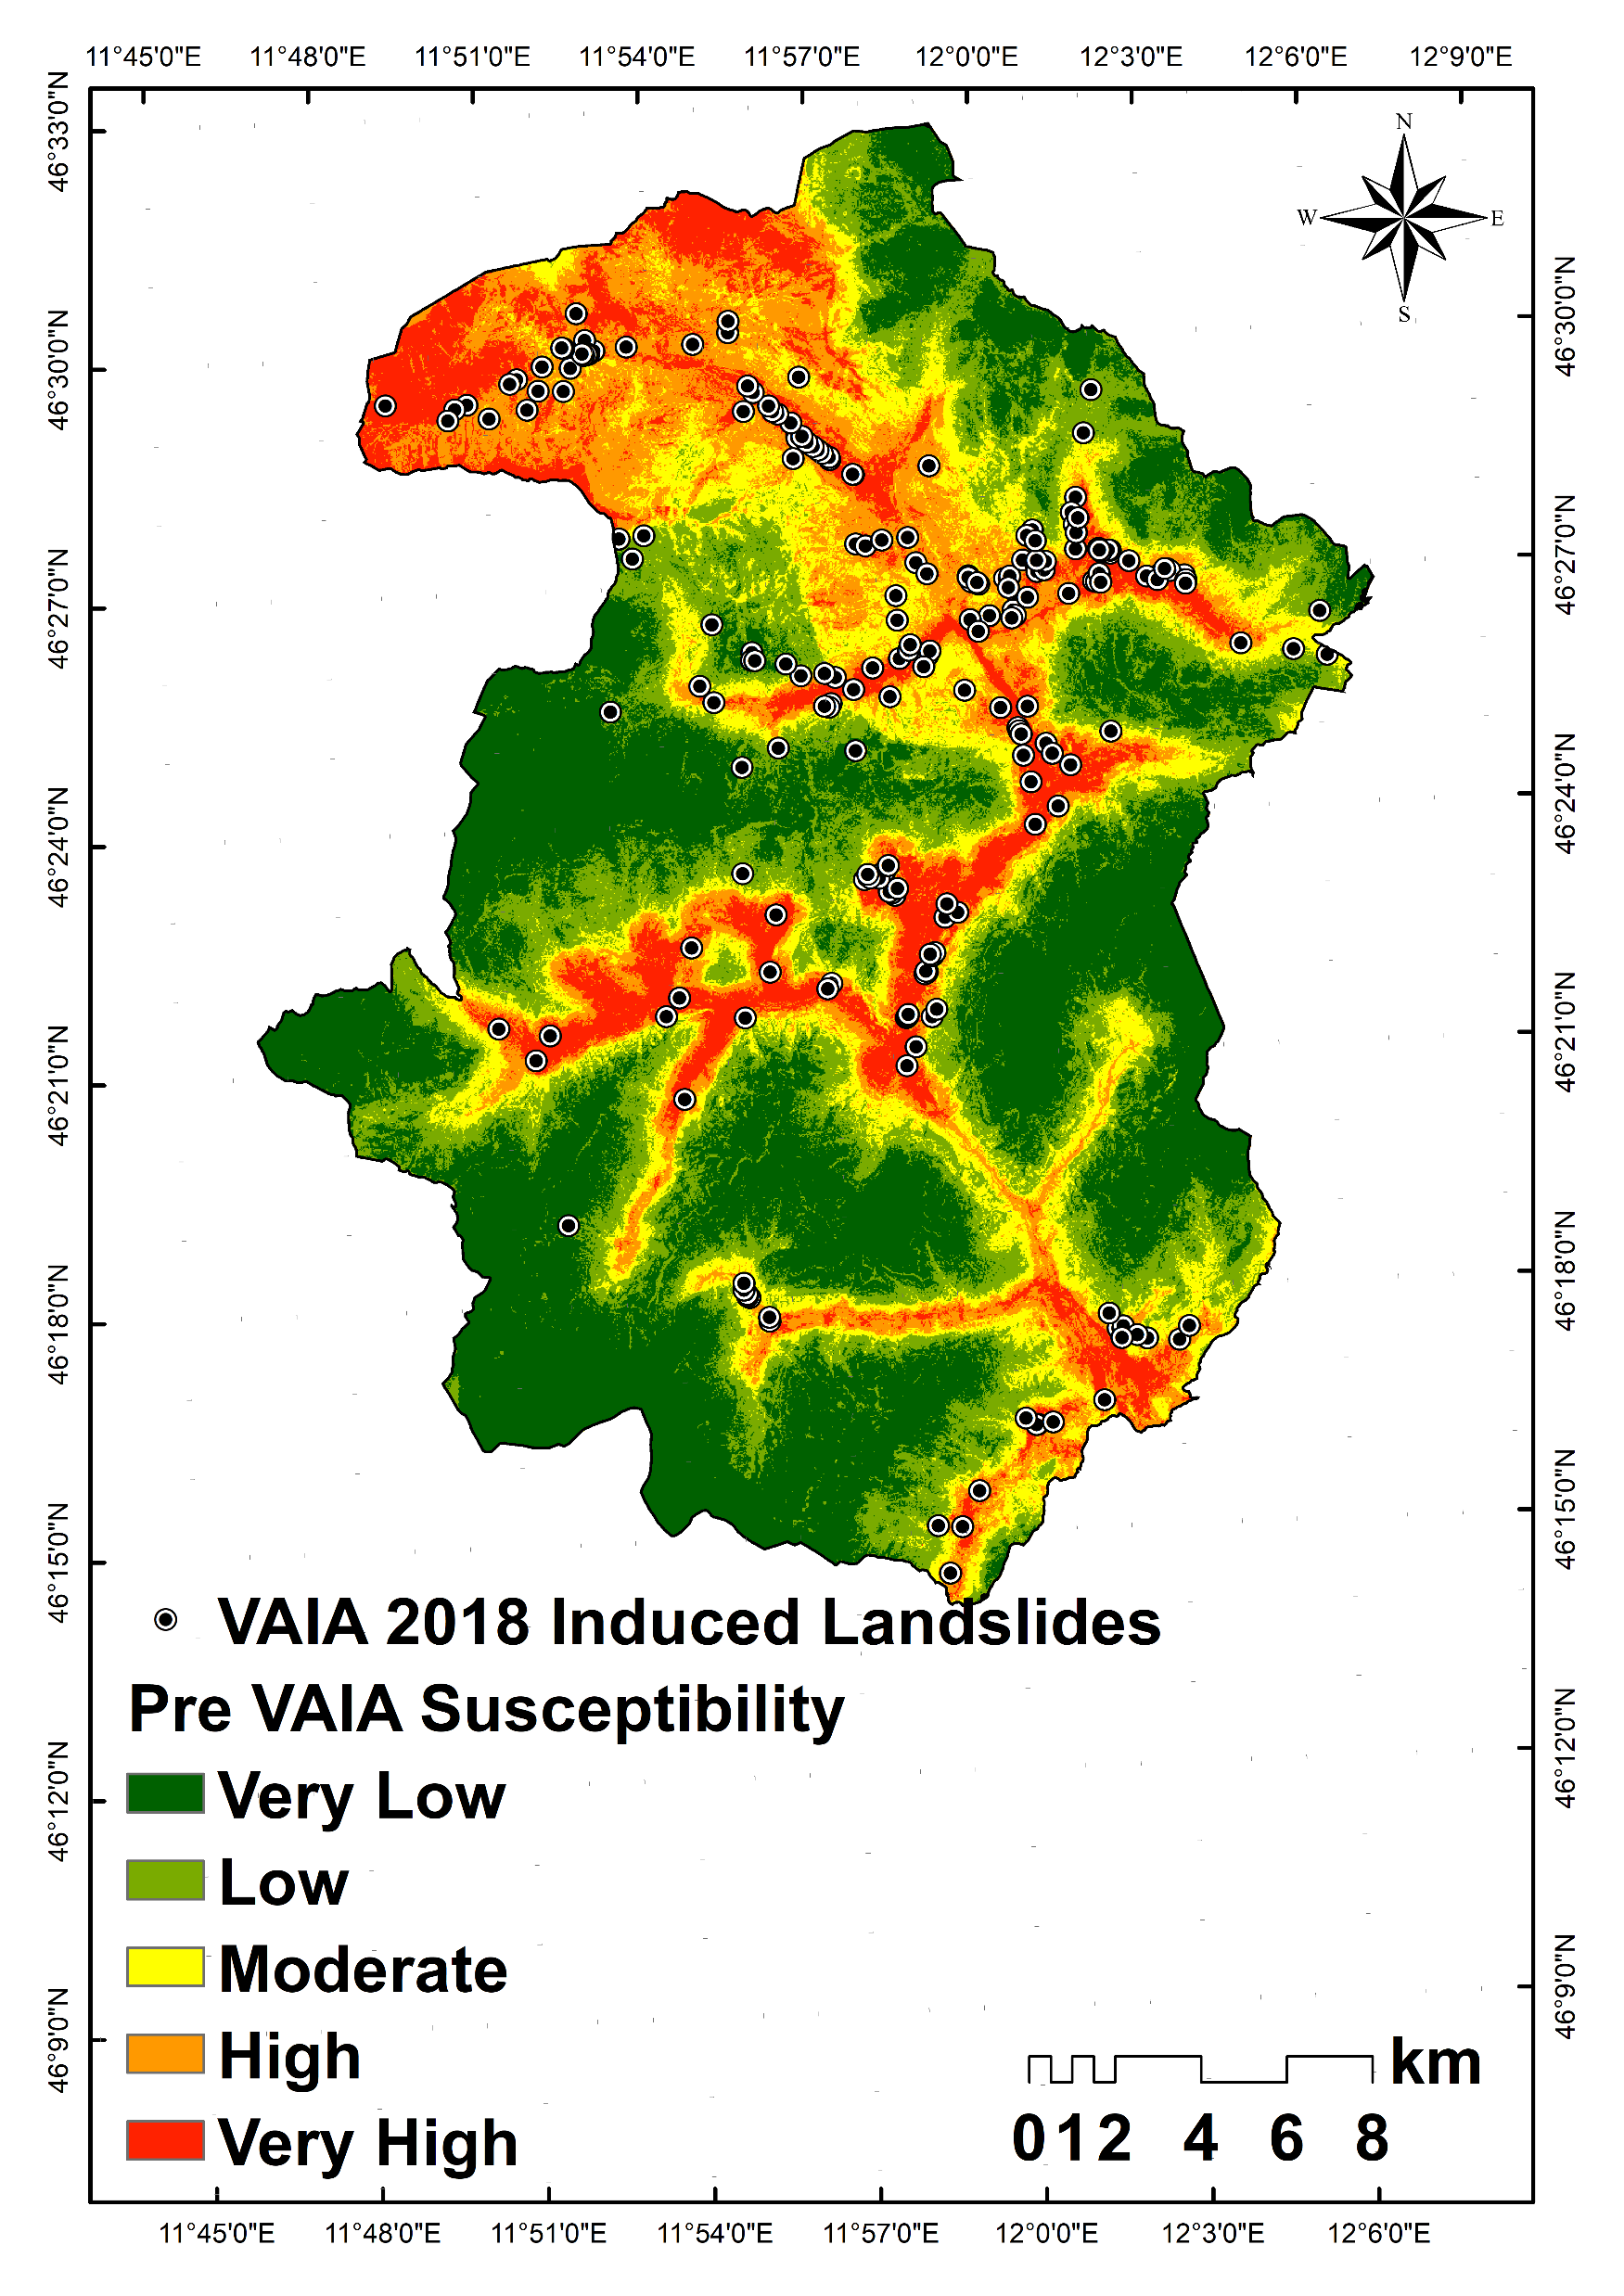 11°45'0"E 11°48'0"E 11°51'0"E 11°54'0"E 11°57'0"E 12°0'0"E 12°3'0"E 12°6'0"E 12°9'0"E
46°33'0"N
46°30'0"N
46°27'0"N
46°24'0"N
46°21'0"N
46°18'0"N
46°15'0"N
46°12'0"N
46°9'0"N
N
W E
S
46°30'0"N
46°27'0"N
46°24'0"N
46°21'0"N
46°18'0"N
46°15'0"N
46°12'0"N
46°9'0"N
VAIA 2018 Induced Landslides
Pre VAIA Susceptibility
Very Low
Low
Moderate
High
Very High
km
0 1 2 4 6 8
11°45'0"E 11°48'0"E 11°51'0"E 11°54'0"E 11°57'0"E 12°0'0"E 12°3'0"E 12°6'0"E